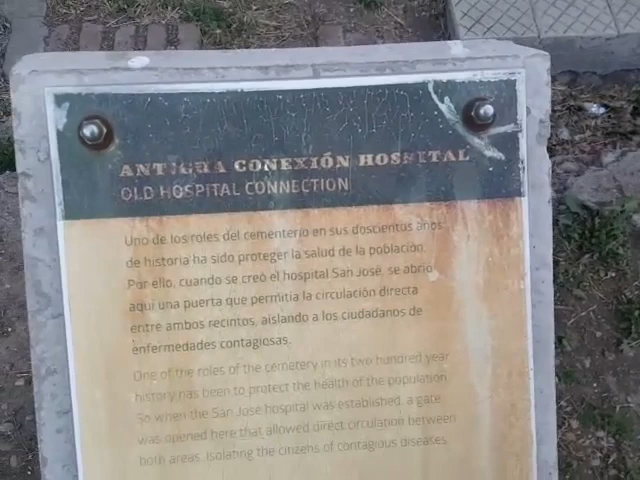 ANTIGUA CONEXIÓN HOSPITAL
OLD HOSPITAL CONNECTION
Uno de los roles del cementerio en sus doscientos años
de historia ha sido proteger la salud de la población.
Por ello, cuando se creó el hospital San José, se abrió
aquí una puerta que permitía la circulación directa
entre ambos recintos, aislando a los ciudadanos de
enfermedades contagiosas.
One of the roles of the cemetery in its two hundred year
history has been to protect the health of the population.
So when the San José hospital was established, a gate
was opened here that allowed direct circulation between
both areas, isolating the citizens of contagious diseases.